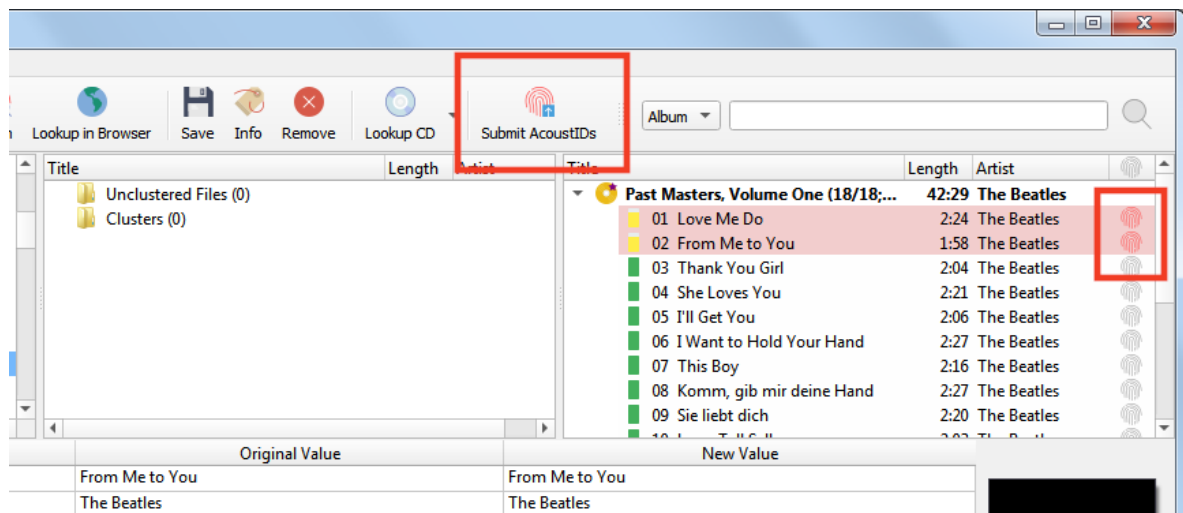 Lookup in Browser Save Info Remove Lookup CD Submit AcoustIDs Album
Title Length Artist
Unclustered Files (0)
Clusters (0)
Title Length Artist
Past Masters, Volume One (18/18;... 42:29 The Beatles
01 Love Me Do 2:24 The Beatles
02 From Me to You 1:58 The Beatles
03 Thank You Girl 2:04 The Beatles
04 She Loves You 2:21 The Beatles
05 I'll Get You 2:06 The Beatles
06 I Want to Hold Your Hand 2:27 The Beatles
07 This Boy 2:16 The Beatles
08 Komm, gib mir deine Hand 2:27 The Beatles
09 Sie liebt dich 2:20 The Beatles
Original Value New Value
From Me to You From Me to You
The Beatles The Beatles